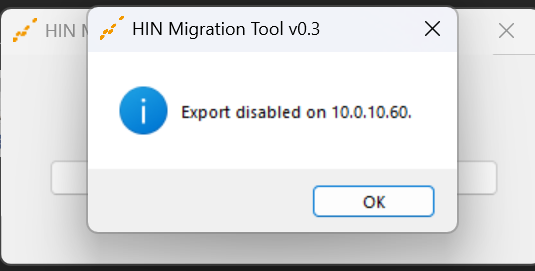 HIN M
HIN Migration Tool v0.3
Export disabled on 10.0.10.60.
OK